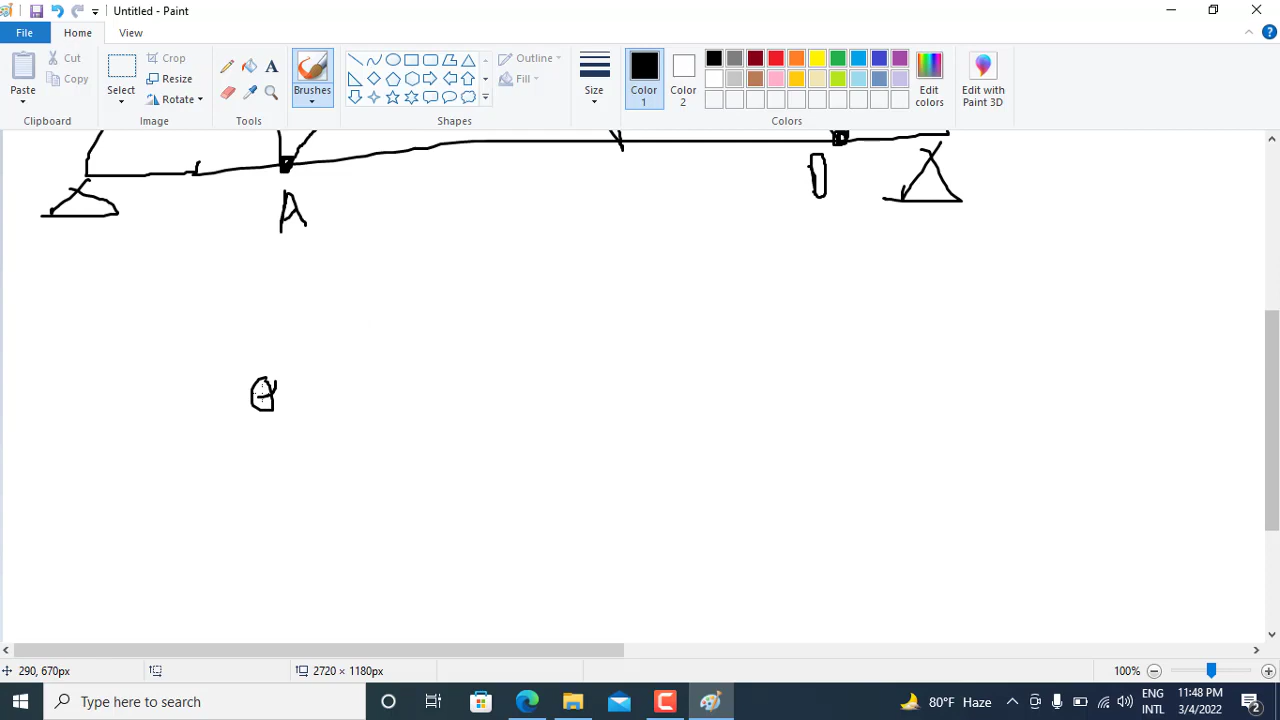 Untitled - Paint
File Home View
Paste Cut Copy
Select Crop Resize Rotate
A
Brushes
Outline Fill
Size
Color 1
Color 2
Edit colors
Edit with Paint 3D
Clipboard Image Tools Shapes Colors
A
290, 670px 2720 × 1180px 100%
Type here to search
80°F Haze
ENG INTL
11:48 PM 3/4/2022
2